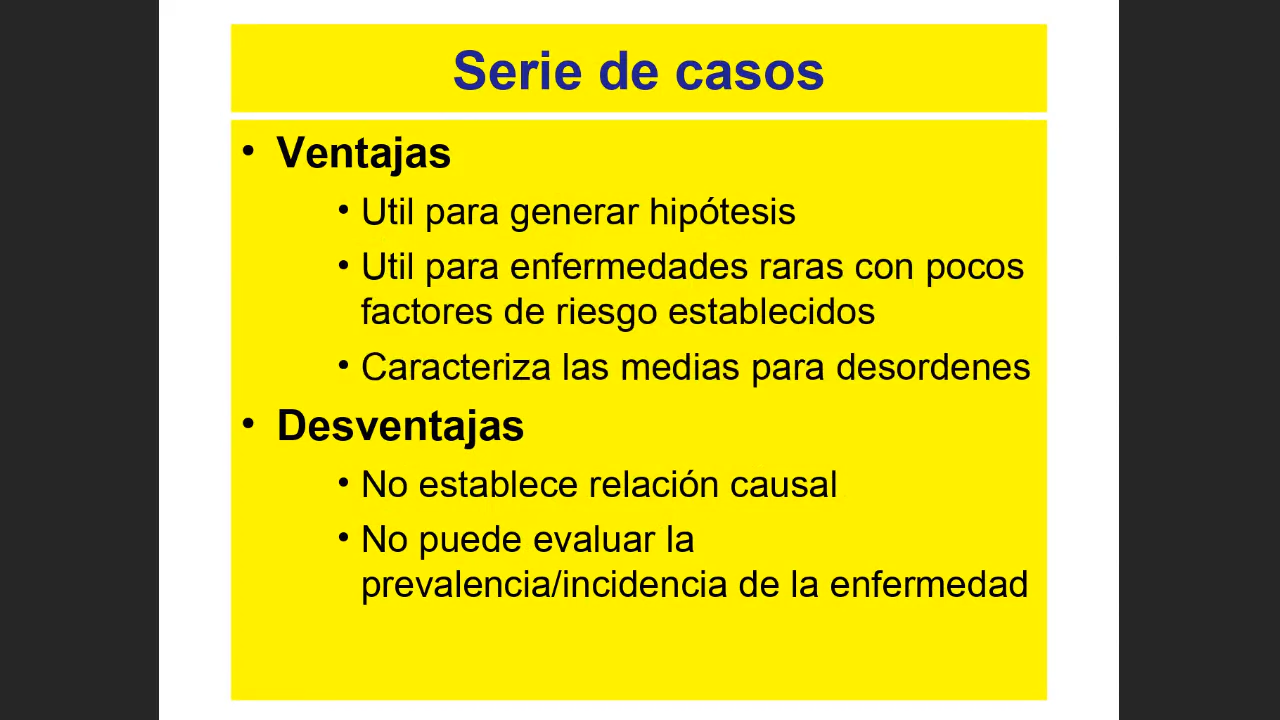 Serie de casos
• Ventajas
• Util para generar hipótesis
• Util para enfermedades raras con pocos
factores de riesgo establecidos
• Caracteriza las medias para desordenes
• Desventajas
• No establece relación causal
• No puede evaluar la
prevalencia/incidencia de la enfermedad